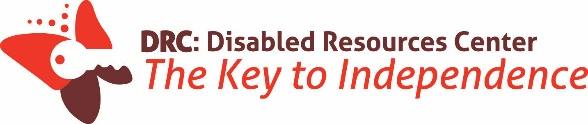 DRC: Disabled Resources Center
The Key to Independence